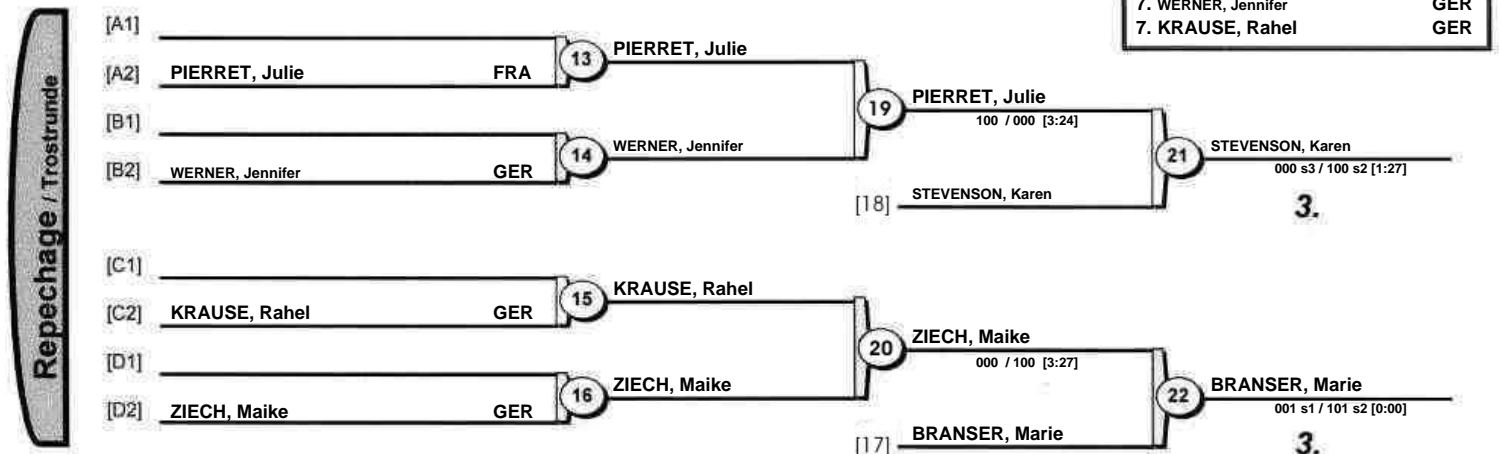 7. WERNER, Jennifer GER
7. KRAUSE, Rahel GER
Repechage / Trostrunde
[A1]
[A2] PIERRET, Julie FRA
13 PIERRET, Julie
[B1]
[B2] WERNER, Jennifer GER
14 WERNER, Jennifer
19 PIERRET, Julie
100 / 000 [3:24]
[18] STEVENSON, Karen
21 STEVENSON, Karen
000 s3 / 100 s2 [1:27]
3.
[C1]
[C2] KRAUSE, Rahel GER
15 KRAUSE, Rahel
[D1]
[D2] ZIECH, Maike GER
16 ZIECH, Maike
20 ZIECH, Maike
000 / 100 [3:27]
[17] BRANSER, Marie
22 BRANSER, Marie
001 s1 / 101 s2 [0:00]
3.